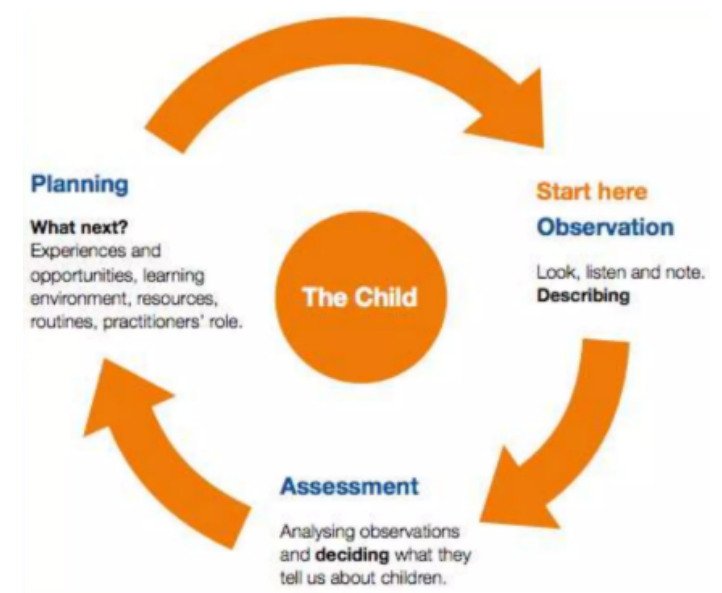 Start here
Observation
Look, listen and note.
Describing
Assessment
Analysing observations
and deciding what they
tell us about children.
Planning
What next?
Experiences and
opportunities, learning
environment, resources,
routines, practitioners' role.
The Child